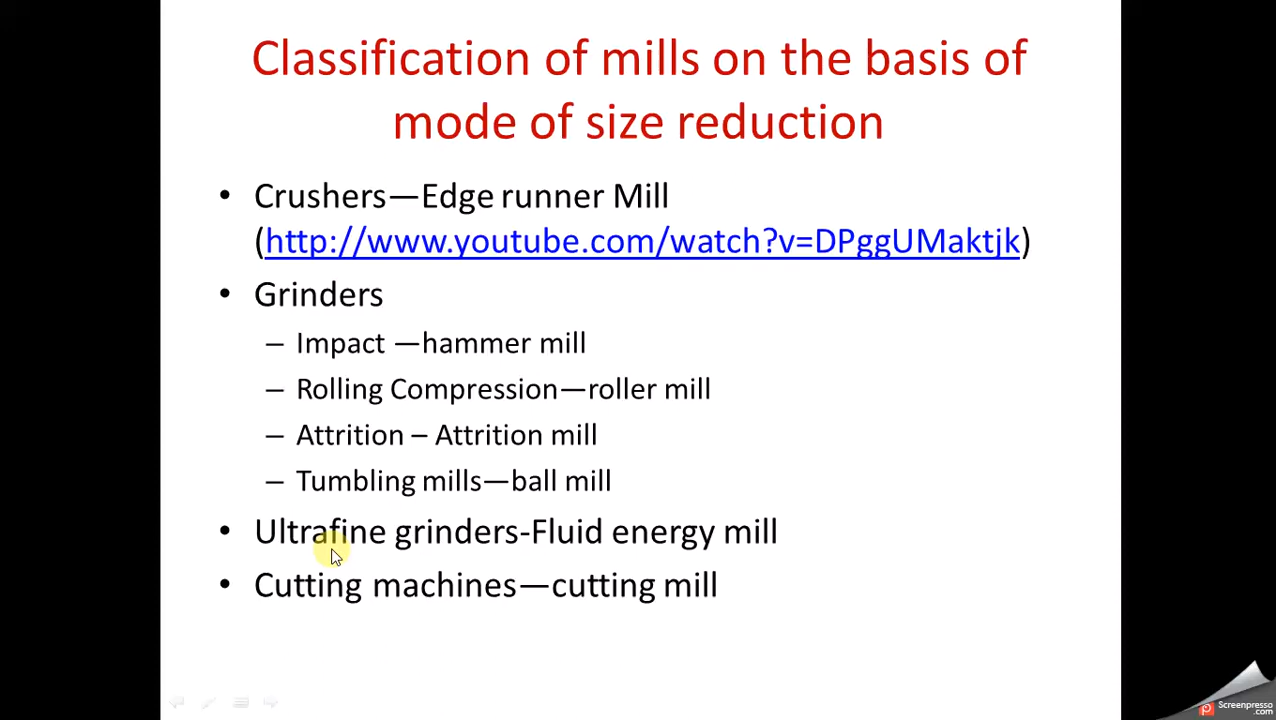 Classification of mills on the basis of
mode of size reduction
• Crushers—Edge runner Mill
(http://www.youtube.com/watch?v=DPggUMaktjk)
• Grinders
– Impact —hammer mill
– Rolling Compression—roller mill
– Attrition – Attrition mill
– Tumbling mills—ball mill
• Ultrafine grinders-Fluid energy mill
• Cutting machines—cutting mill
Screenpresso
.com